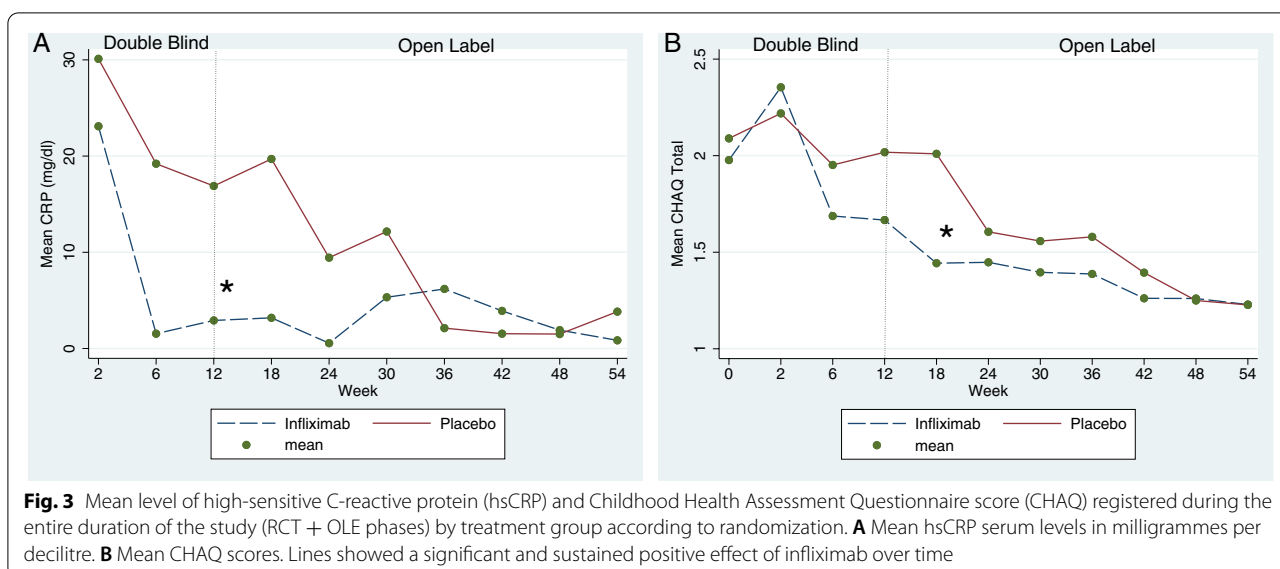 A
Double Blind
Open Label
Mean CRP (mg/dl)
30
20
10
0
2 6 12 18 24 30 36 42 48 54
Week
*
Infliximab Placebo
mean
B
Double Blind
Open Label
Mean CHAQ Total
2.5
2
1.5
1
0 2 6 12 18 24 30 36 42 48 54
Week
*
Infliximab Placebo
mean
Fig. 3 Mean level of high-sensitive C-reactive protein (hsCRP) and Childhood Health Assessment Questionnaire score (CHAQ) registered during the
entire duration of the study (RCT + OLE phases) by treatment group according to randomization. A Mean hsCRP serum levels in milligrammes per
decilitre. B Mean CHAQ scores. Lines showed a significant and sustained positive effect of infliximab over time